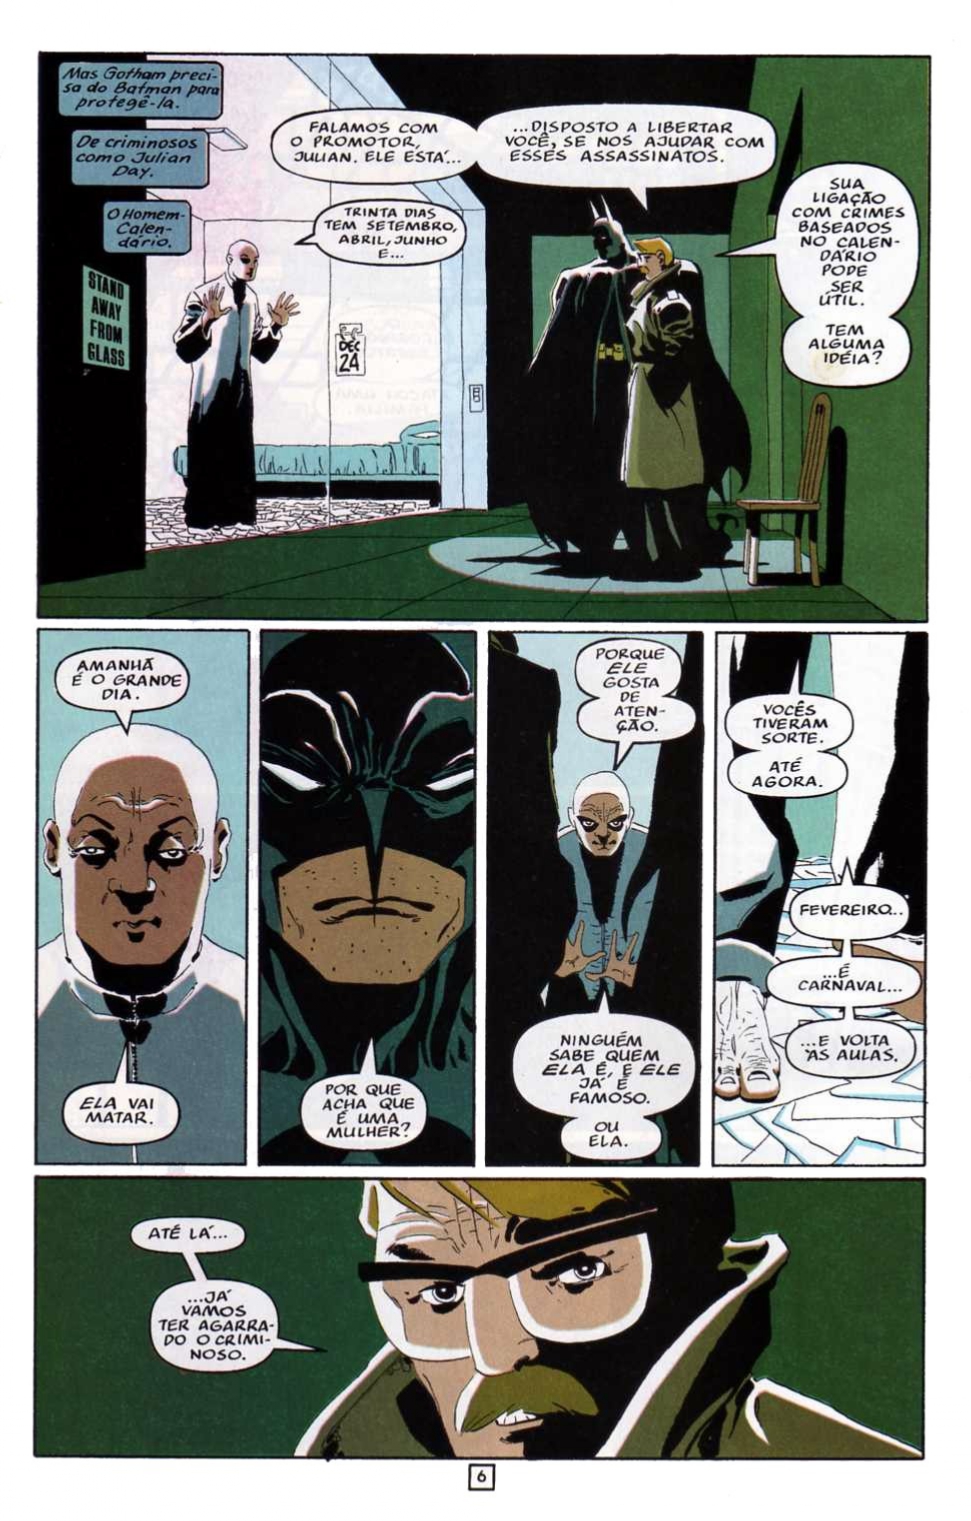 Mas Gotham preci-
sa do Batman para
protegê-la.
De criminosos
como Julian
Day.
O Homem-
Calen-
dário.
FALAMOS COM
O PROMOTOR,
JULIAN. ELE ESTÁ...
...DISPOSTO A LIBERTAR
VOCÊ, SE NOS AJUDAR COM
ESSES ASSASSINATOS.
TRINTA DIAS
TEM SETEMBRO,
ABRIL, JUNHO
E...
SUA
LIGAÇÃO
COM CRIMES
BASEADOS
NO CALEN-
DÁRIO
PODE
SER
ÚTIL.
TEM
ALGUMA
IDÉIA?
STAND
AWAY
FROM
GLASS
DEC
24
AMANHÃ
É O GRANDE
DIA.
ELA VAI
MATAR.
POR QUE
ACHA QUE
É UMA
MULHER?
PORQUE
ELE
GOSTA
DE
ATEN-
ÇÃO.
NINGUÉM
SABE QUEM
ELA É, E ELE
JÁ É
FAMOSO.
OU
ELA.
VOCÊS
TIVERAM
SORTE.
ATÉ
AGORA.
FEVEREIRO...
...É
CARNAVAL...
...E VOLTA
ÀS AULAS.
ATÉ LÁ...
...JÁ
VAMOS
TER AGARRA-
DO O CRIMI-
NOSO.
6